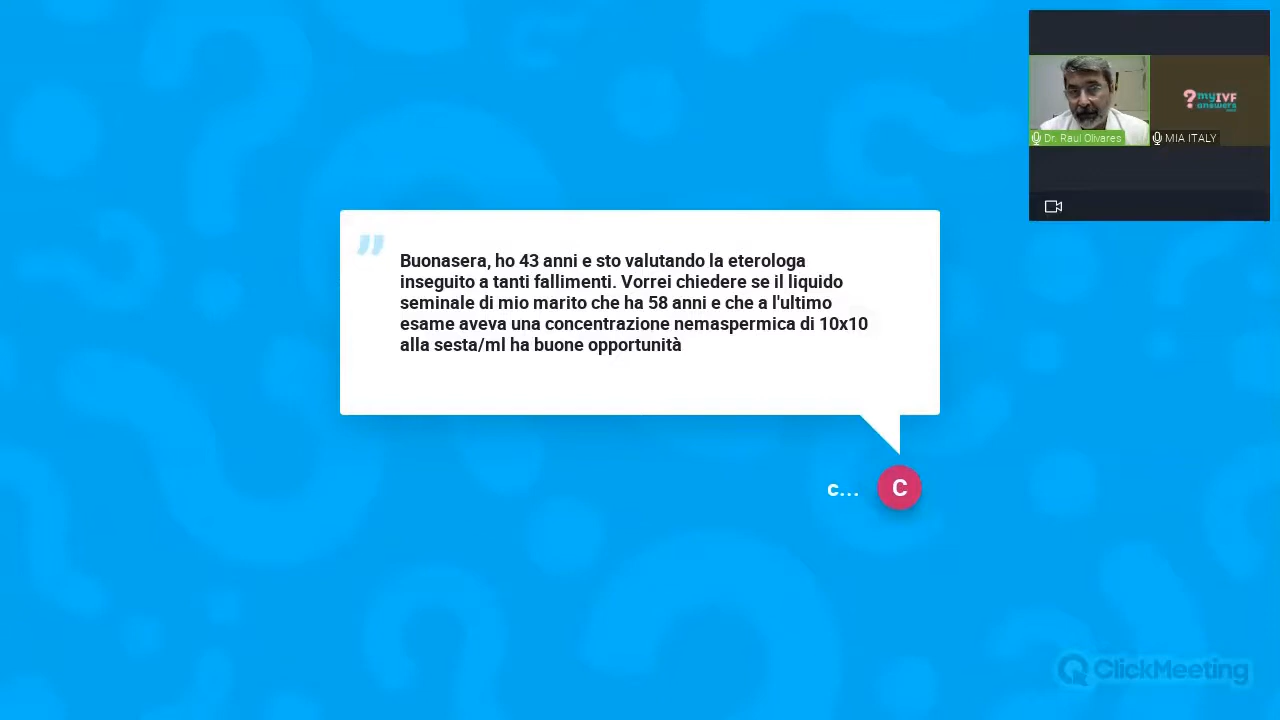 ?myIVF
answers
Dr. Raul Olivares
MIA ITALY
Buonasera, ho 43 anni e sto valutando la eterologa
inseguito a tanti fallimenti. Vorrei chiedere se il liquido
seminale di mio marito che ha 58 anni e che a l'ultimo
esame aveva una concentrazione nemaspermica di 10x10
alla sesta/ml ha buone opportunità
c...
C
ClickMeeting